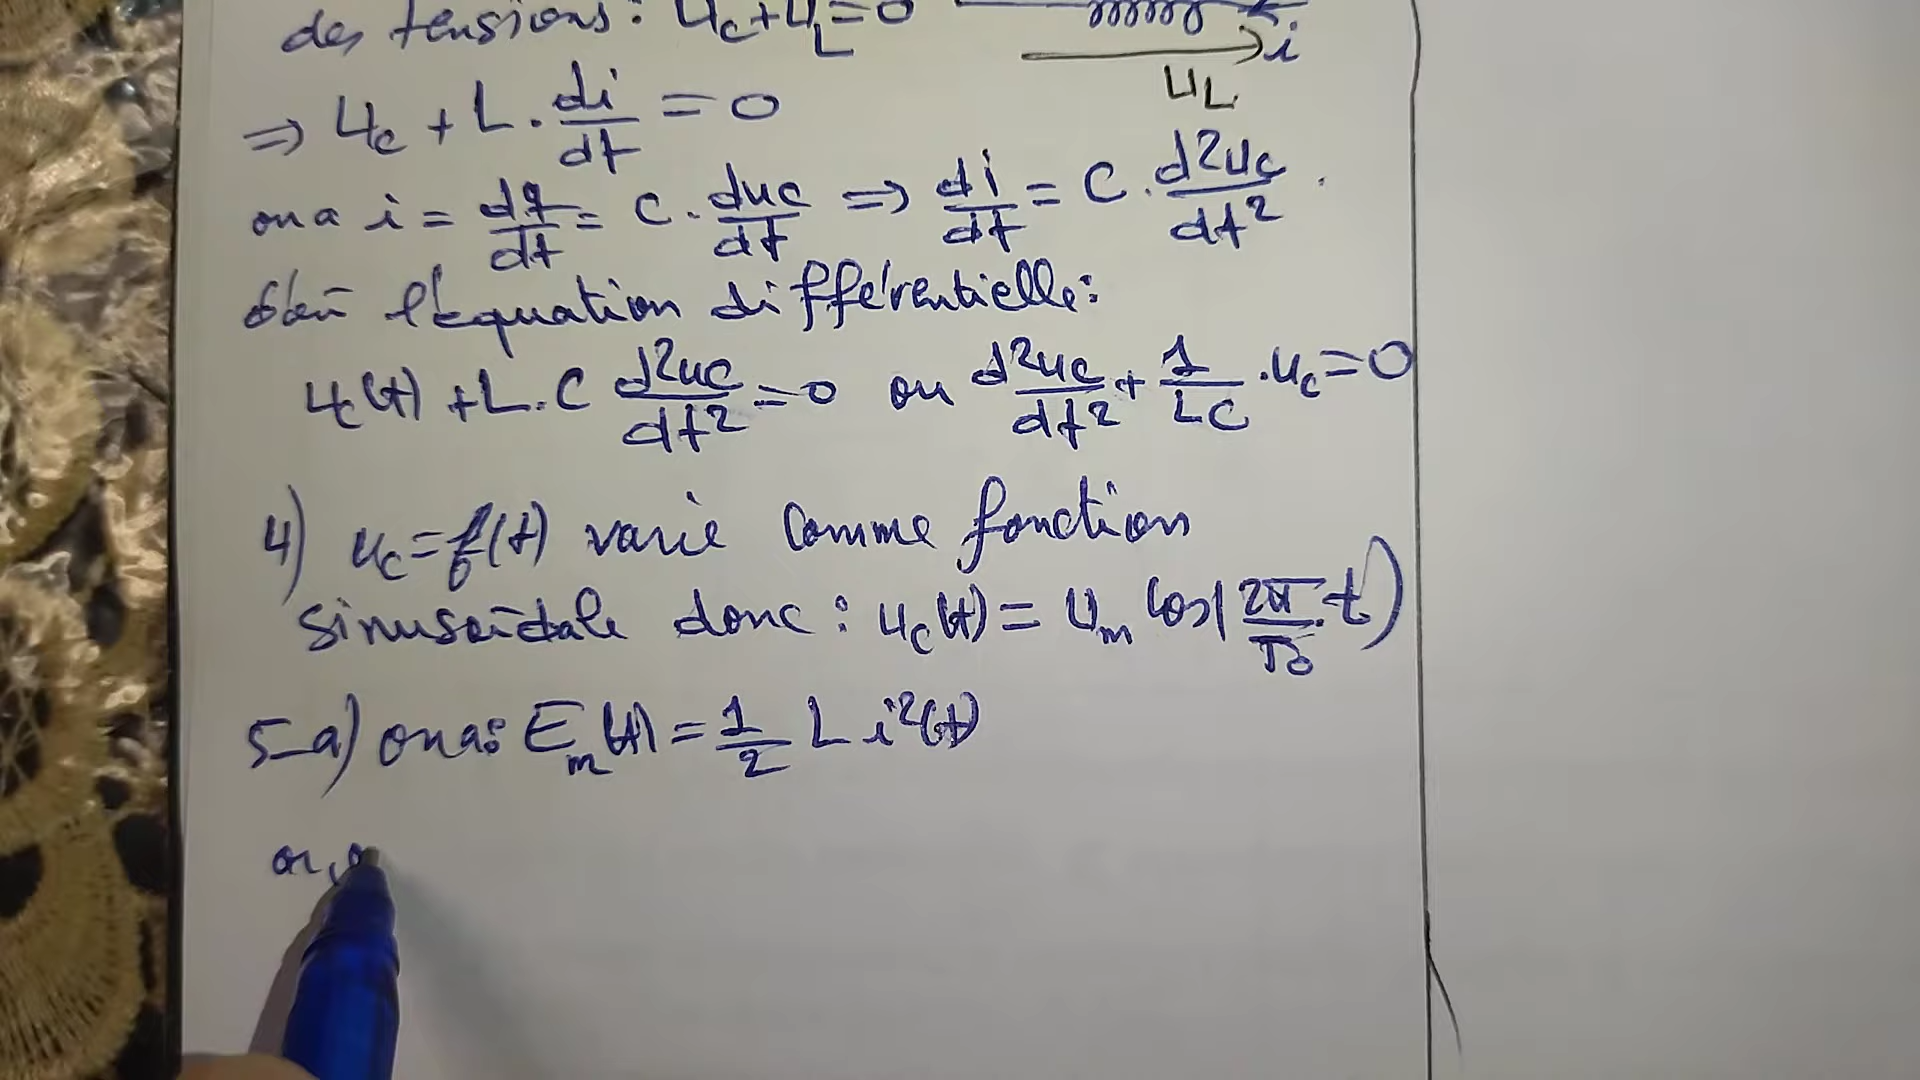 des tensions : uc + uL = 0
i
uL
⇒ uc + L . di/dt = 0
on a i = dq/dt = C . duc/dt ⇒ di/dt = C . d²uc/dt² .
l'équation différentielle :
uc(t) + L . C d²uc/dt² = 0 ou d²uc/dt² + 1/LC . uc = 0
4) uc = f(t) varie comme fonction
sinusoïdale donc : uc(t) = Um cos(2π/T0 . t)
5_a) on a : Em(t) = 1/2 L i²(t)
on a